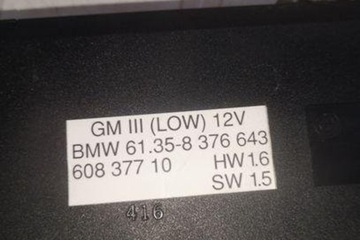 GM III (LOW) 12V
BMW 61.35-8 376 643
608 377 10 HW 1.6
SW 1.5
416